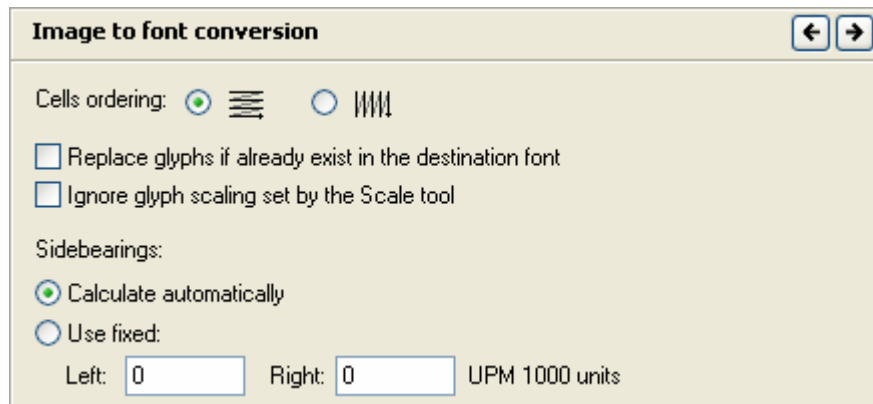 Image to font conversion
Cells ordering:
Replace glyphs if already exist in the destination font
Ignore glyph scaling set by the Scale tool
Sidebearings:
Calculate automatically
Use fixed:
Left: 0 Right: 0 UPM 1000 units